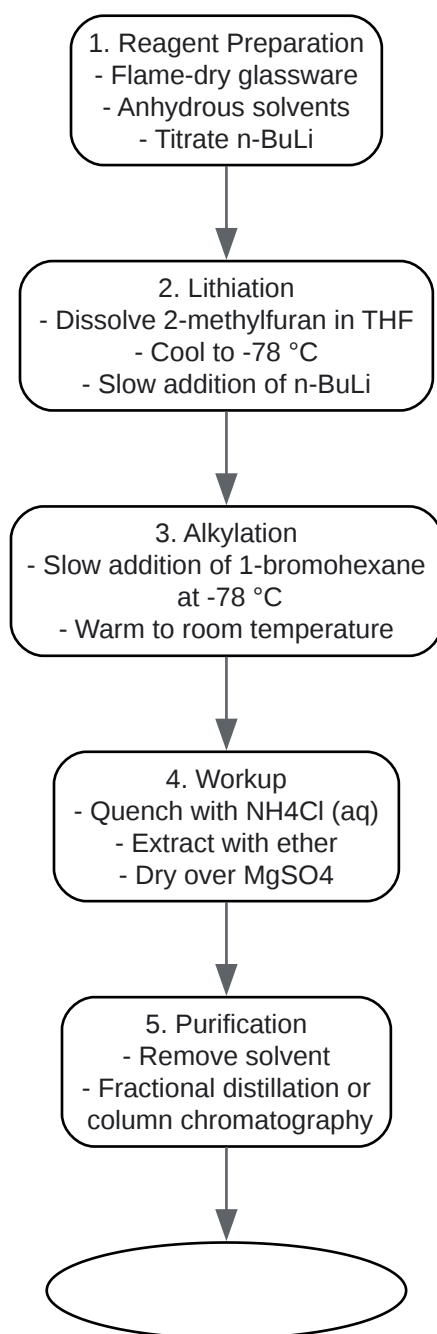 1. Reagent Preparation
- Flame-dry glassware
- Anhydrous solvents
- Titrate n-BuLi
2. Lithiation
- Dissolve 2-methylfuran in THF
- Cool to -78 °C
- Slow addition of n-BuLi
3. Alkylation
- Slow addition of 1-bromohexane
at -78 °C
- Warm to room temperature
4. Workup
- Quench with NH4Cl (aq)
- Extract with ether
- Dry over MgSO4
5. Purification
- Remove solvent
- Fractional distillation or
column chromatography